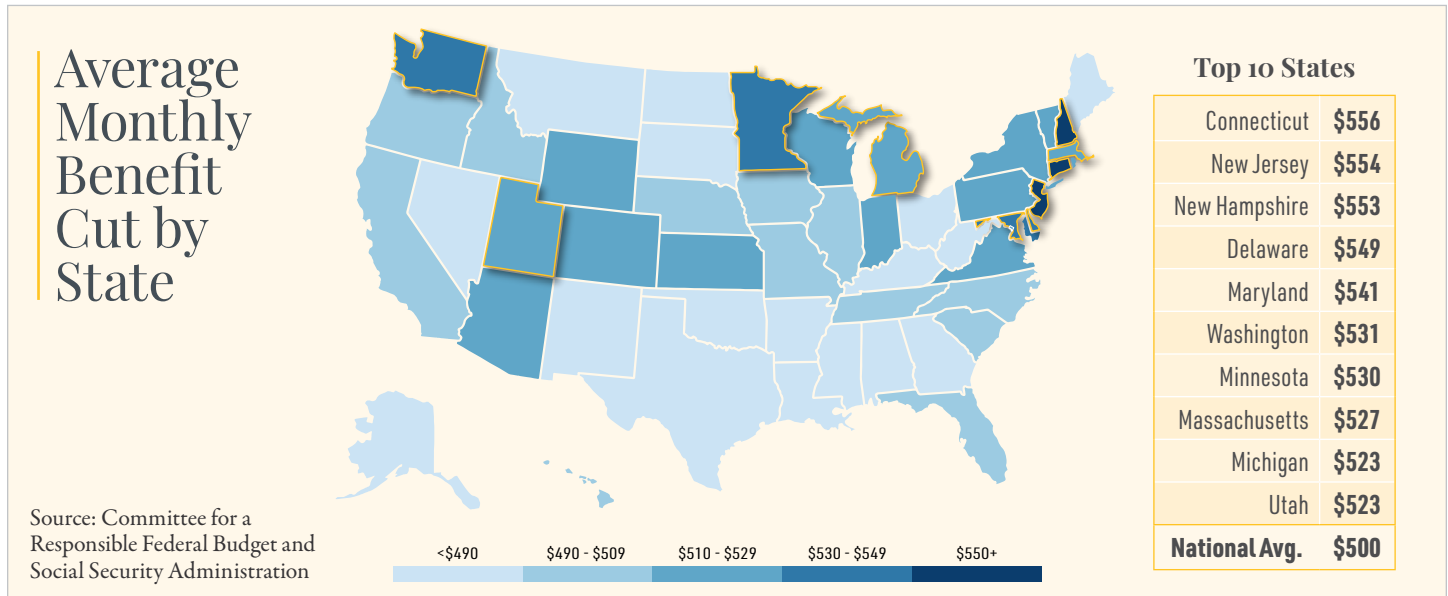 Average
Monthly
Benefit
Cut by
State
Source: Committee for a
Responsible Federal Budget and
Social Security Administration
<$490 $490 - $509 $510 - $529 $530 - $549 $550+
Top 10 States
Connecticut $556
New Jersey $554
New Hampshire $553
Delaware $549
Maryland $541
Washington $531
Minnesota $530
Massachusetts $527
Michigan $523
Utah $523
National Avg. $500